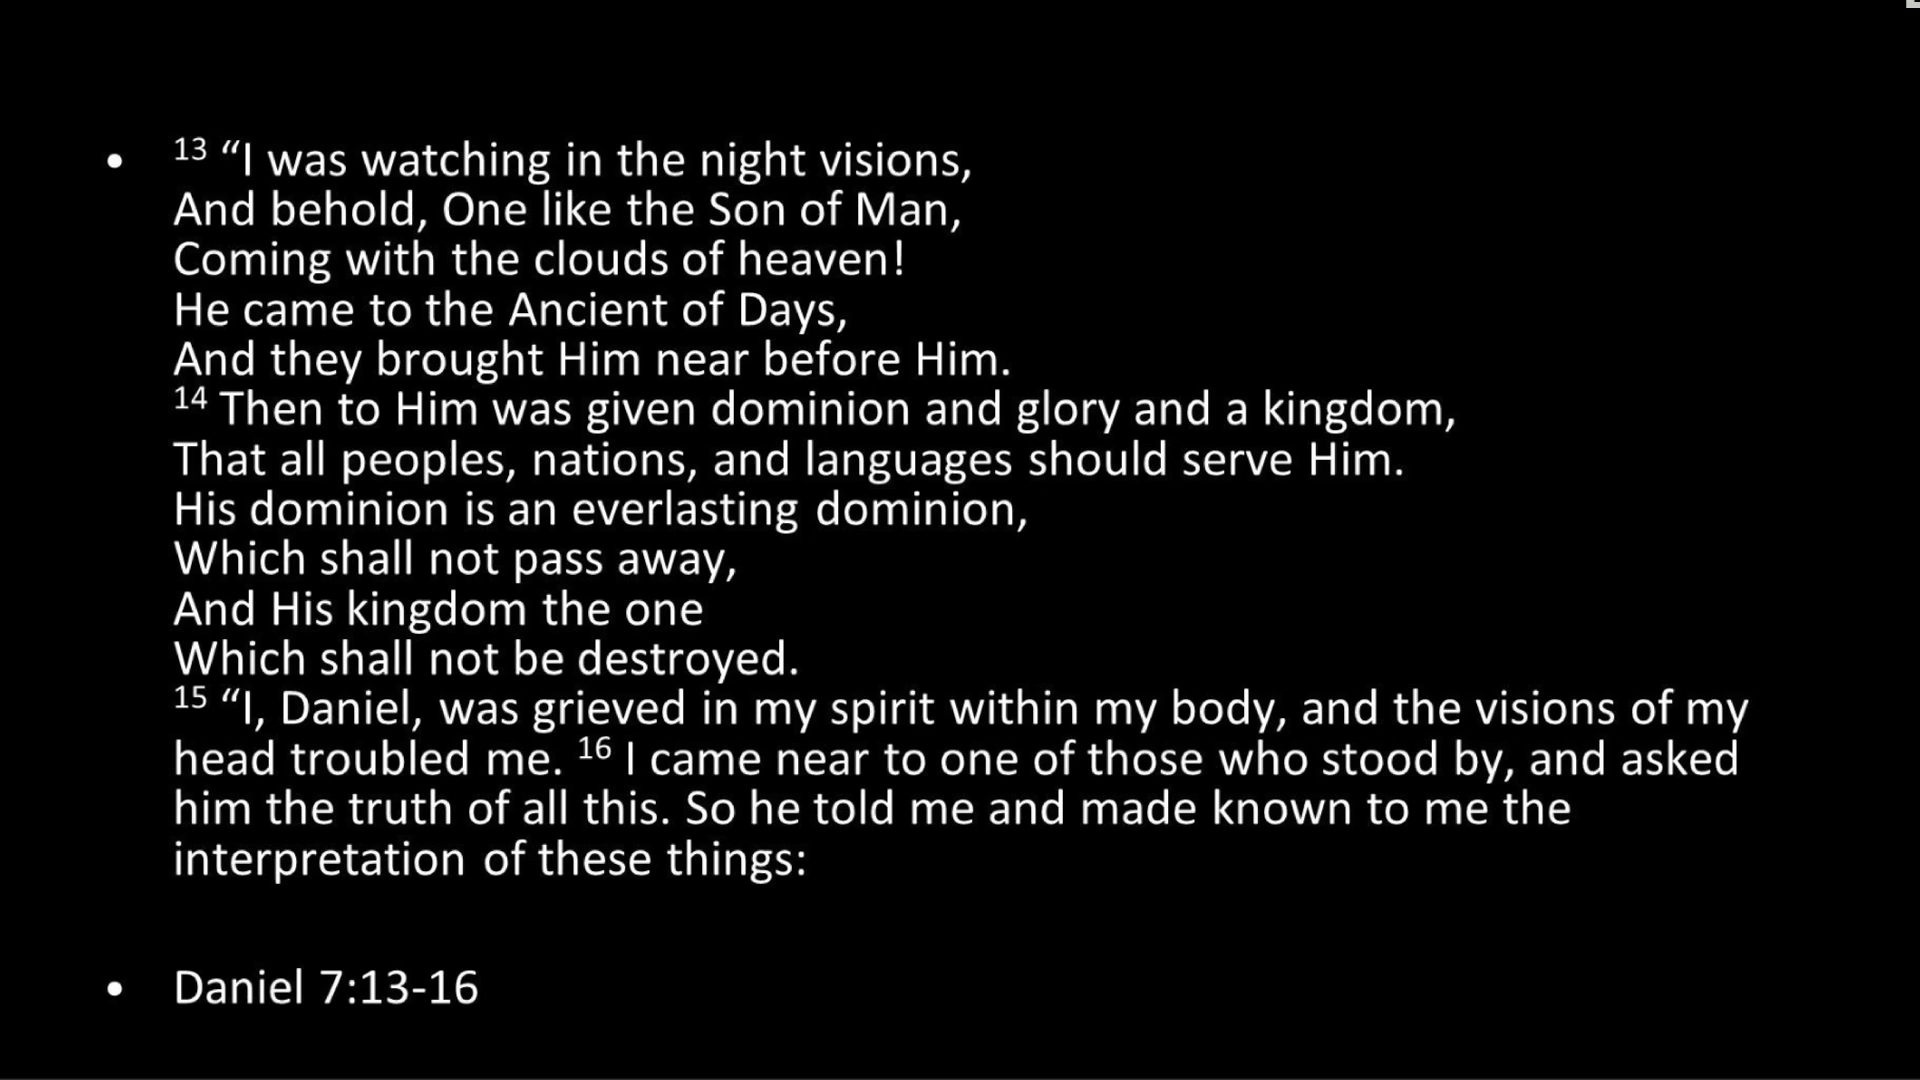 • 13 “I was watching in the night visions,
And behold, One like the Son of Man,
Coming with the clouds of heaven!
He came to the Ancient of Days,
And they brought Him near before Him.
14 Then to Him was given dominion and glory and a kingdom,
That all peoples, nations, and languages should serve Him.
His dominion is an everlasting dominion,
Which shall not pass away,
And His kingdom the one
Which shall not be destroyed.
15 “I, Daniel, was grieved in my spirit within my body, and the visions of my
head troubled me. 16 I came near to one of those who stood by, and asked
him the truth of all this. So he told me and made known to me the
interpretation of these things:
• Daniel 7:13-16